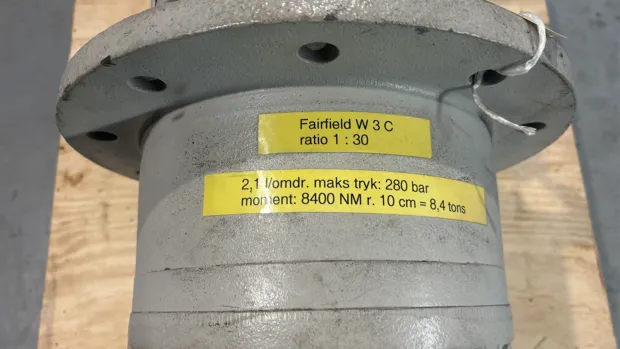 Fairfield W 3 C
ratio 1 : 30
2,1 l/omdr. maks tryk: 280 bar
moment: 8400 NM r. 10 cm = 8,4 tons